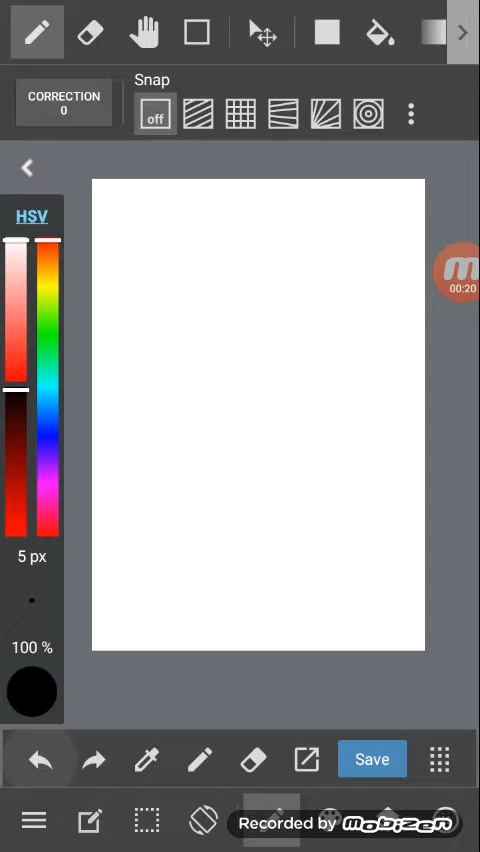 CORRECTION
0
Snap
off
HSV
m
00:20
5 px
100 %
Save
Recorded by mobizen